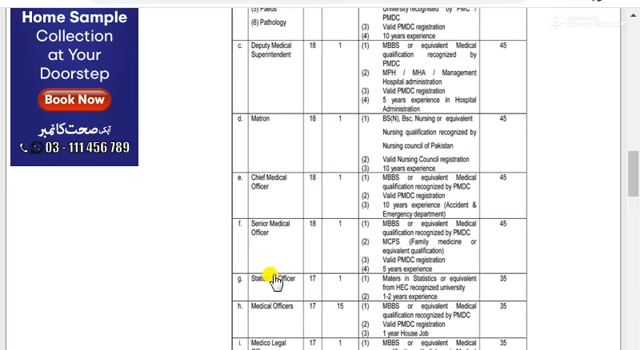 Home Sample
Collection
at Your
Doorstep
Book Now
آپکی صحت کا نمبر
03 - 111 456 789
(5) Paeds
(6) Pathology
University recognised by PMC /
PMDC
(3) Valid PMDC registration
(4) 10 years experience
c. Deputy Medical Superintendent 18 1 (1) MBBS or equivalent Medical 45
qualification recognized by
PMDC
(2) MPH / MHA / Management
Hospital administration
(3) Valid PMDC registration
(4) 5 years experience in Hospital
Administration
d. Matron 18 1 (1) BS(N), Bsc, Nursing or equivalent 45
Nursing qualification recognized by
Nursing council of Pakistan
(2) Valid Nursing Council registration
(3) 10 years experience
e. Chief Medical Officer 18 1 (1) MBBS or equivalent Medical 45
qualification recognized by PMDC
(2) Valid PMDC registration
(3) 10 years experience (Accident &
Emergency department)
f. Senior Medical Officer 18 1 (1) MBBS or equivalent Medical 45
qualification recognized by PMDC
(2) MCPS (Family medicine or
equivalent qualification)
(3) Valid PMDC registration
(4) 5 years experience
g. Officer 17 1 (1) Maters in Statistics or equivalent 35
from HEC recognized university
(2) 1-2 years experience
h. Medical Officers 17 15 (1) MBBS or equivalent Medical 35
qualification recognized by PMDC
(2) Valid PMDC registration
(3) 1 year House Job
i. Medico Legal 17 1 (1) MBBS or equivalent Medical 35